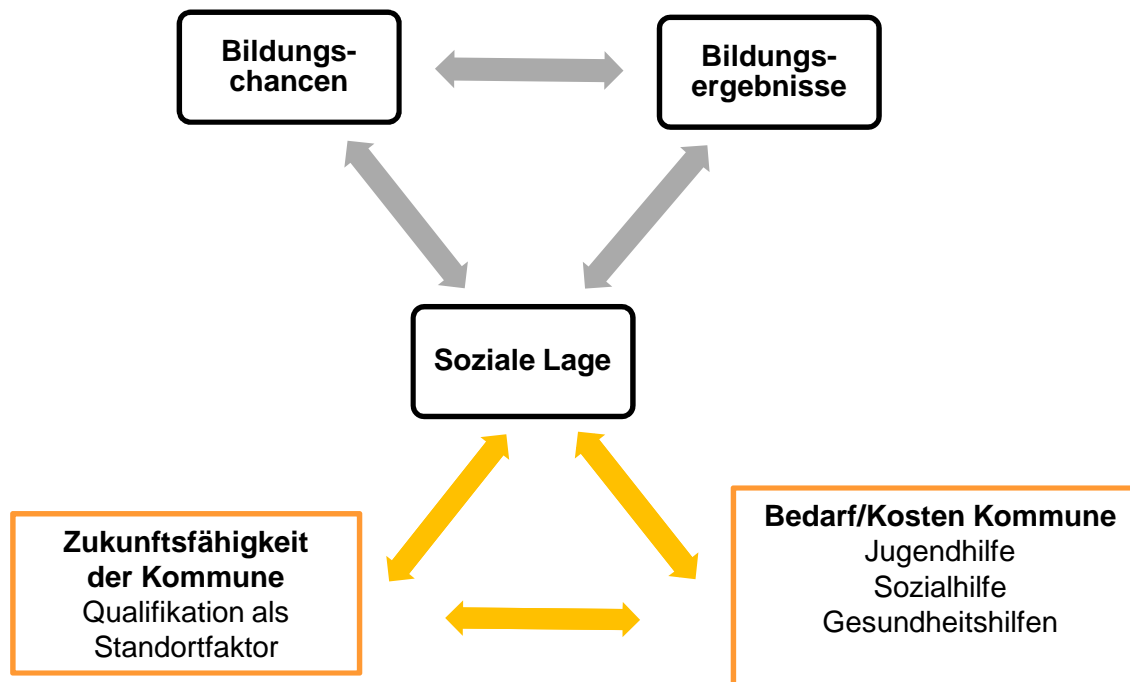 Bildungs-
chancen
Bildungs-
ergebnisse
Soziale Lage
Zukunftsfähigkeit
der Kommune
Qualifikation als
Standortfaktor
Bedarf/Kosten Kommune
Jugendhilfe
Sozialhilfe
Gesundheitshilfen